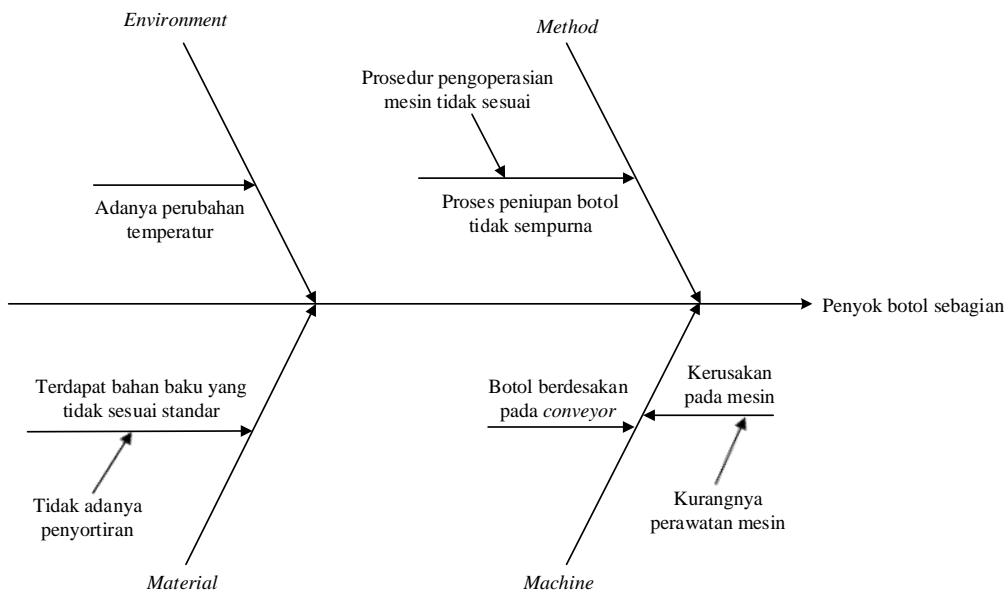 Environment
Method
Prosedur pengoperasian
mesin tidak sesuai
Adanya perubahan
temperatur
Proses peniupan botol
tidak sempurna
Penyok botol sebagian
Terdapat bahan baku yang
tidak sesuai standar
Botol berdesakan
pada conveyor
Kerusakan
pada mesin
Tidak adanya
penyortiran
Kurangnya
perawatan mesin
Material
Machine